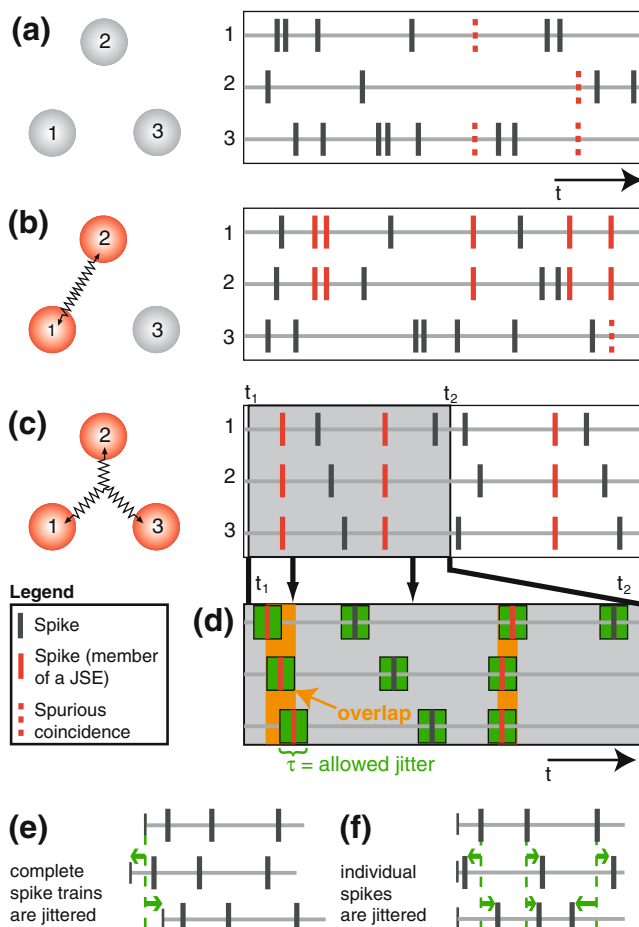 (a)
2
1
3
1
2
3
t
(b)
2
1
3
1
2
3
t1
t2
(c)
2
1
3
1
2
3
Legend
Spike
Spike (member
of a JSE)
Spurious
coincidence
t1
t2
(d)
overlap
τ = allowed jitter
t
(e)
complete
spike trains
are jittered
(f)
individual
spikes
are jittered